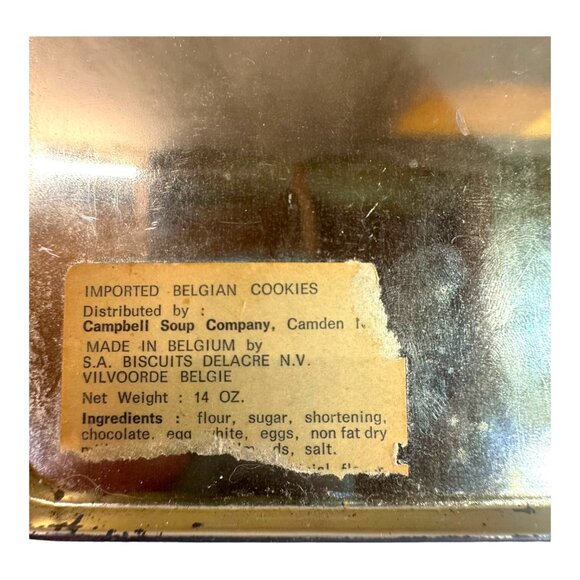 IMPORTED BELGIAN COOKIES
Distributed by :
Campbell Soup Company, Camden
MADE IN BELGIUM by
S.A. BISCUITS DELACRE N.V.
VILVOORDE BELGIE
Net Weight : 14 OZ.
Ingredients : flour, sugar, shortening,
chocolate, egg white, eggs, non fat dry
salt.